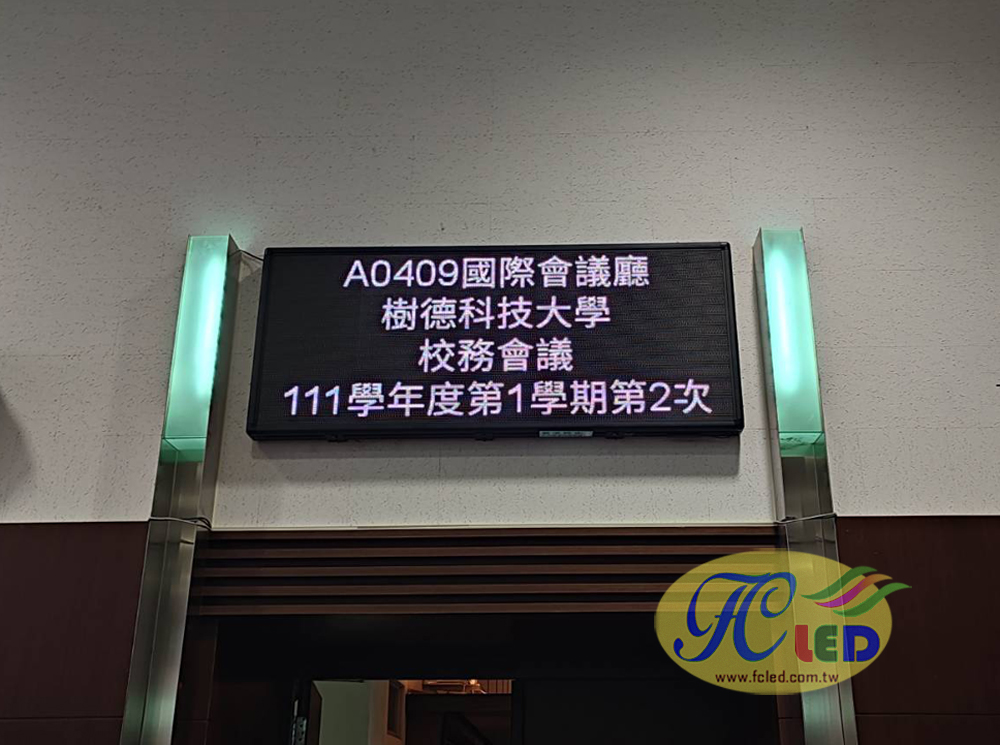 A0409國際會議廳
樹德科技大學
校務會議
111學年度第1學期第2次
FC LED
www.fcled.com.tw